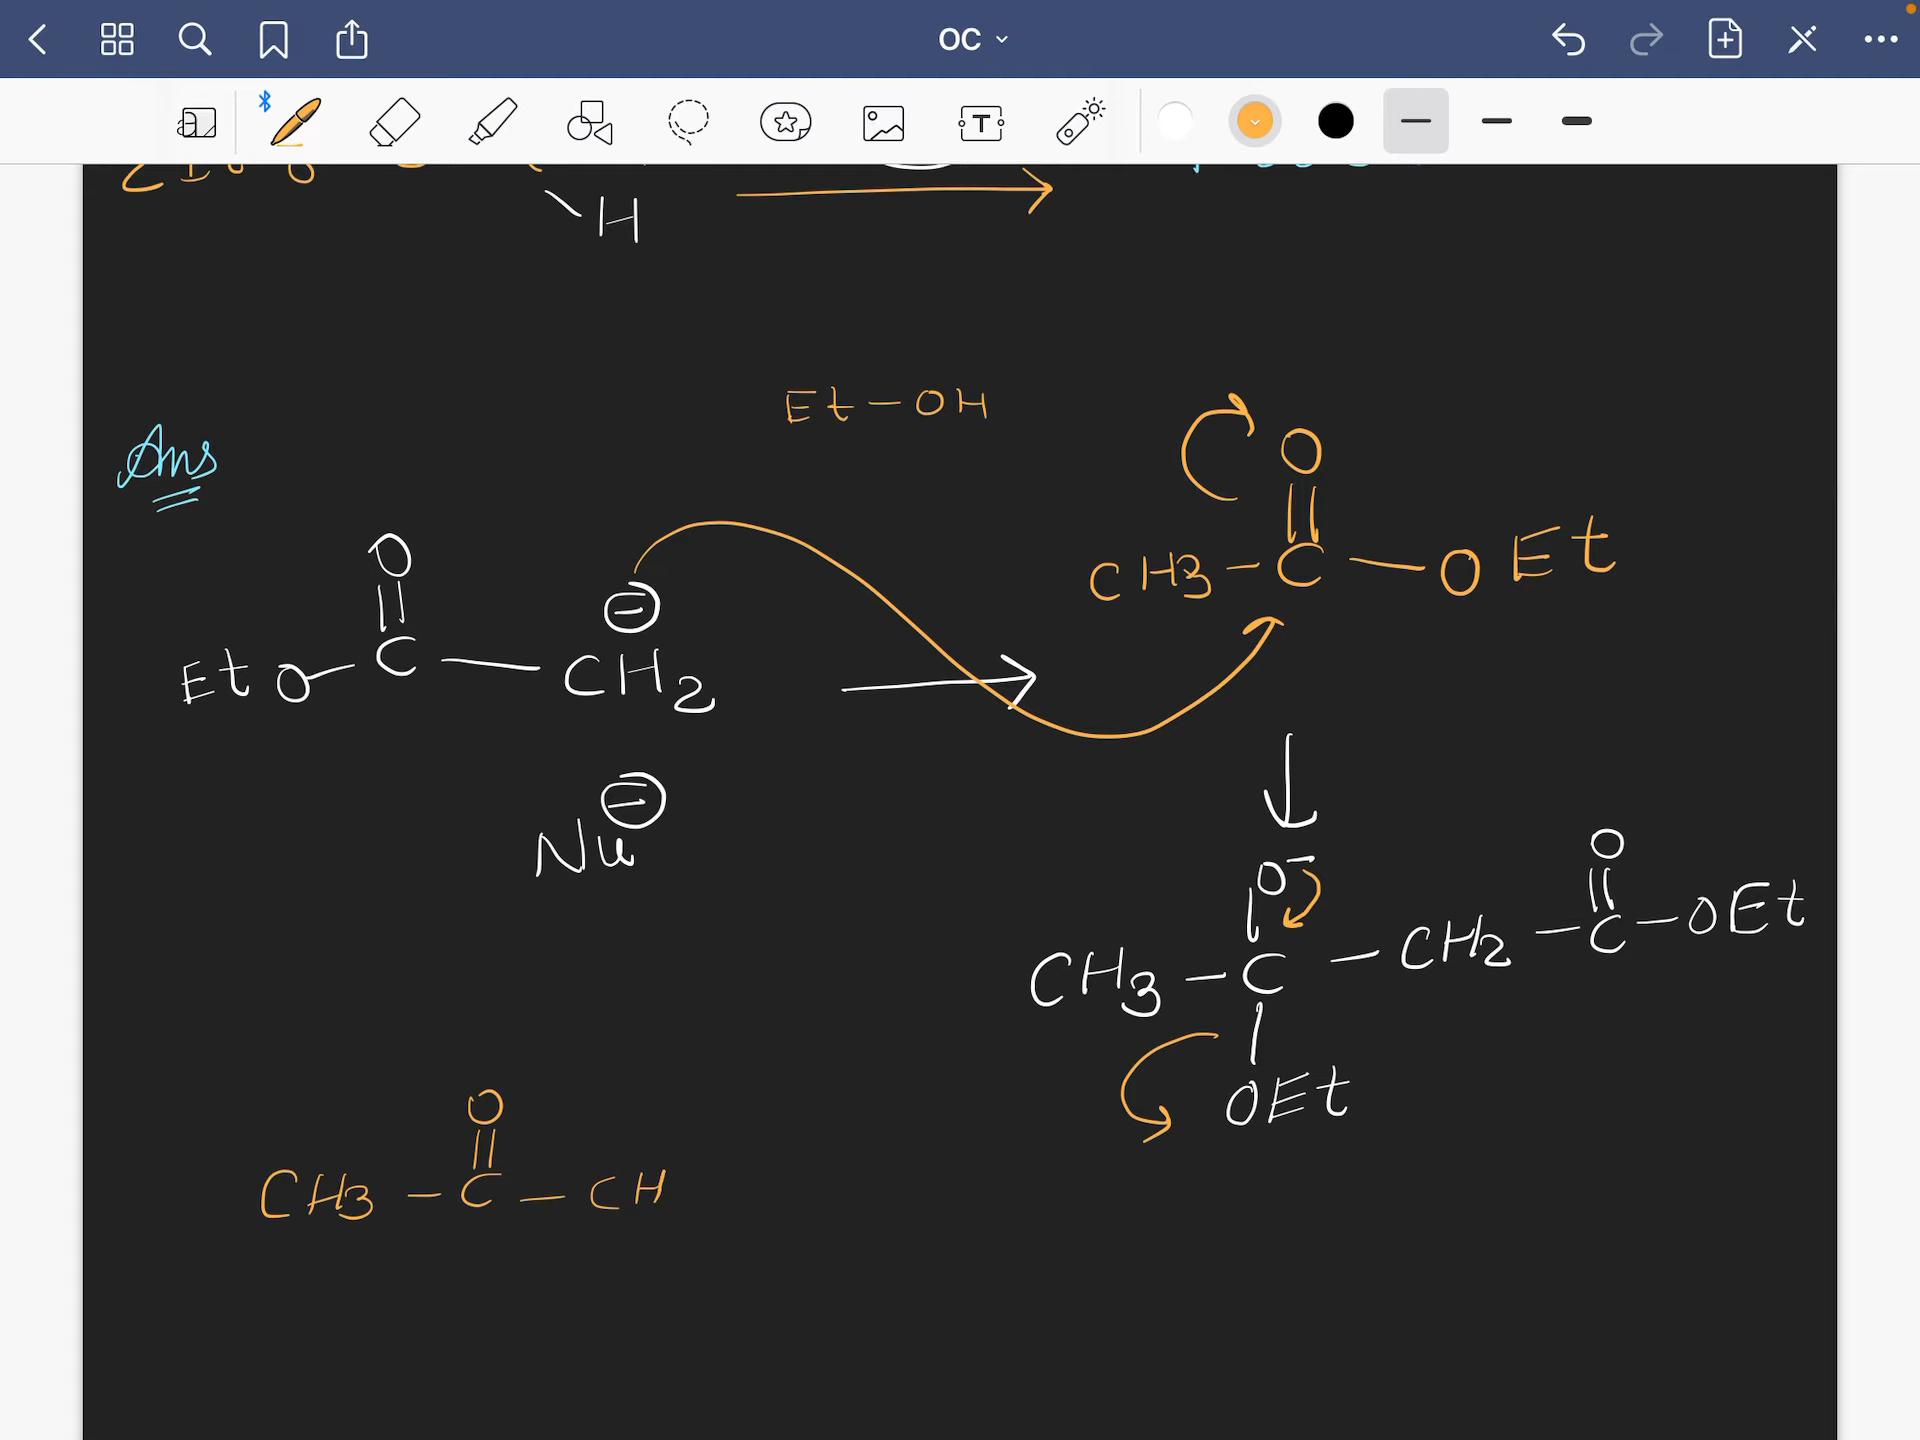 OC
H
Et - OH
Ans
O
CH3 - C - OEt
O
EtO - C - CH2
⊖
Nu⊖
O
O⁻
CH3 - C - CH2 - C - OEt
OEt
O
CH3 - C - CH